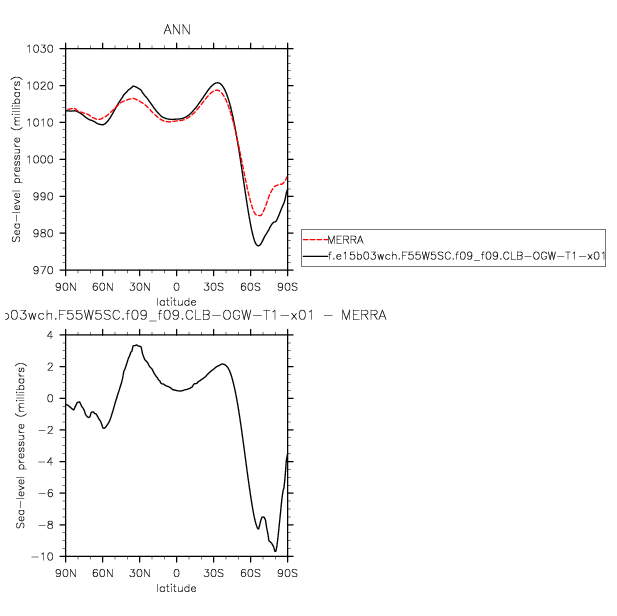 ANN
1030
1020
1010
1000
990
980
970
Sea-level pressure (millibars)
90N 60N 30N 0 30S 60S 90S
latitude
MERRA
f.e15b03wch.F55W5SC.f09_f09.CLB-OGW-T1-x01
b03wch.F55W5SC.f09_f09.CLB-OGW-T1-x01 - MERRA
4
2
0
-2
-4
-6
-8
-10
Sea-level pressure (millibars)
90N 60N 30N 0 30S 60S 90S
latitude